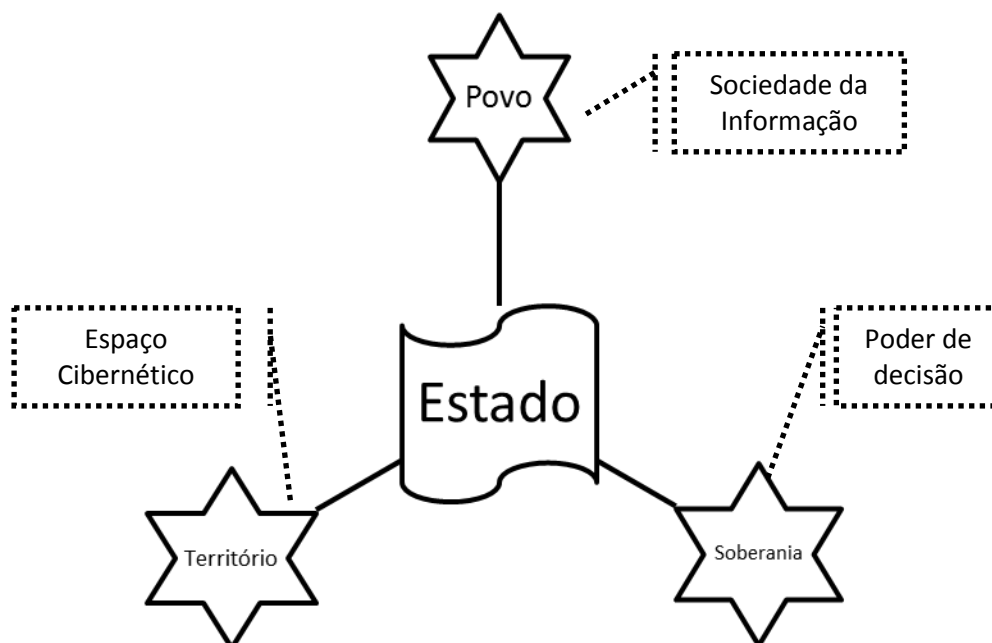 Povo
Sociedade da
Informação
Espaço
Cibernético
Estado
Poder de
decisão
Território
Soberania